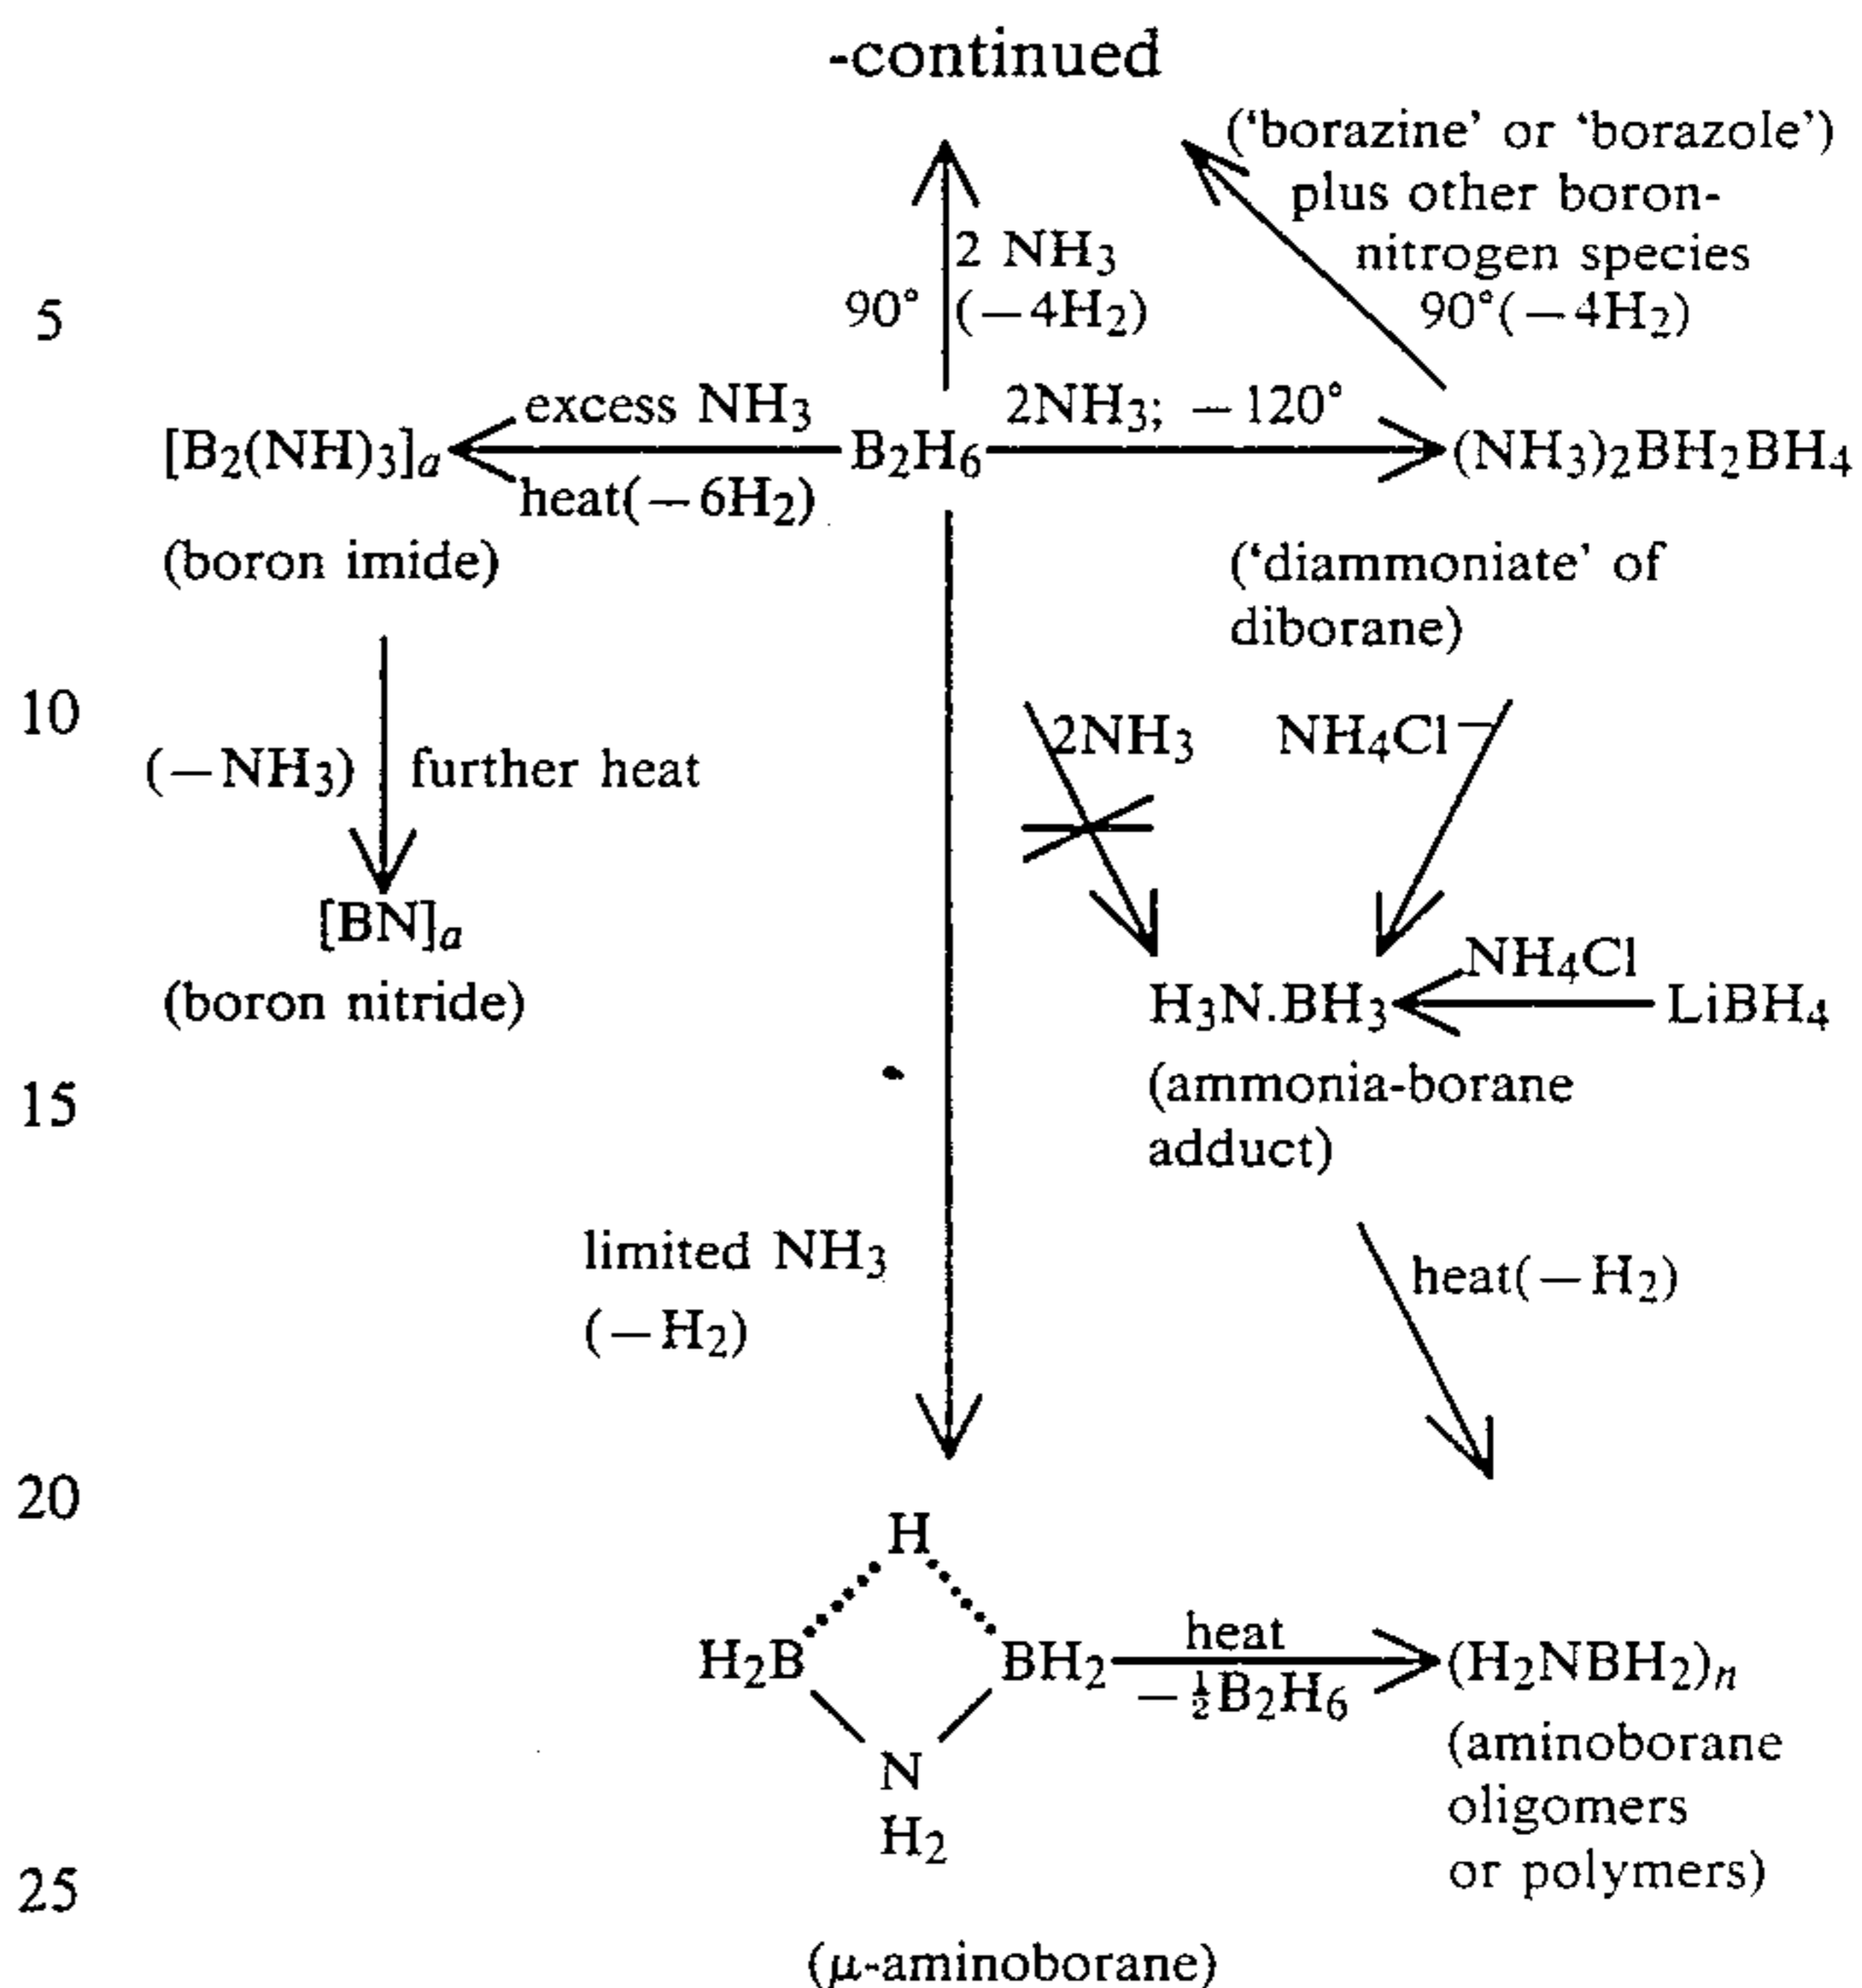 -continued
('borazine' or 'borazole')
plus other boron-
nitrogen species
90°(−4H₂)
2 NH₃
90° (−4H₂)
5
excess NH₃
heat(−6H₂)
2NH₃; −120°
[B₂(NH)₃]ₐ
B₂H₆
(NH₃)₂BH₂BH₄
(boron imide)
('diammoniate' of
diborane)
10
(−NH₃) further heat
2NH₃
NH₄Cl
[BN]ₐ
(boron nitride)
H₃N.BH₃
NH₄Cl
LiBH₄
(ammonia-borane
adduct)
15
limited NH₃
(−H₂)
heat(−H₂)
20
H
H₂B
BH₂
heat
−½B₂H₆
(H₂NBH₂)ₙ
N
H₂
(aminoborane
oligomers
or polymers)
25
(μ-aminoborane)